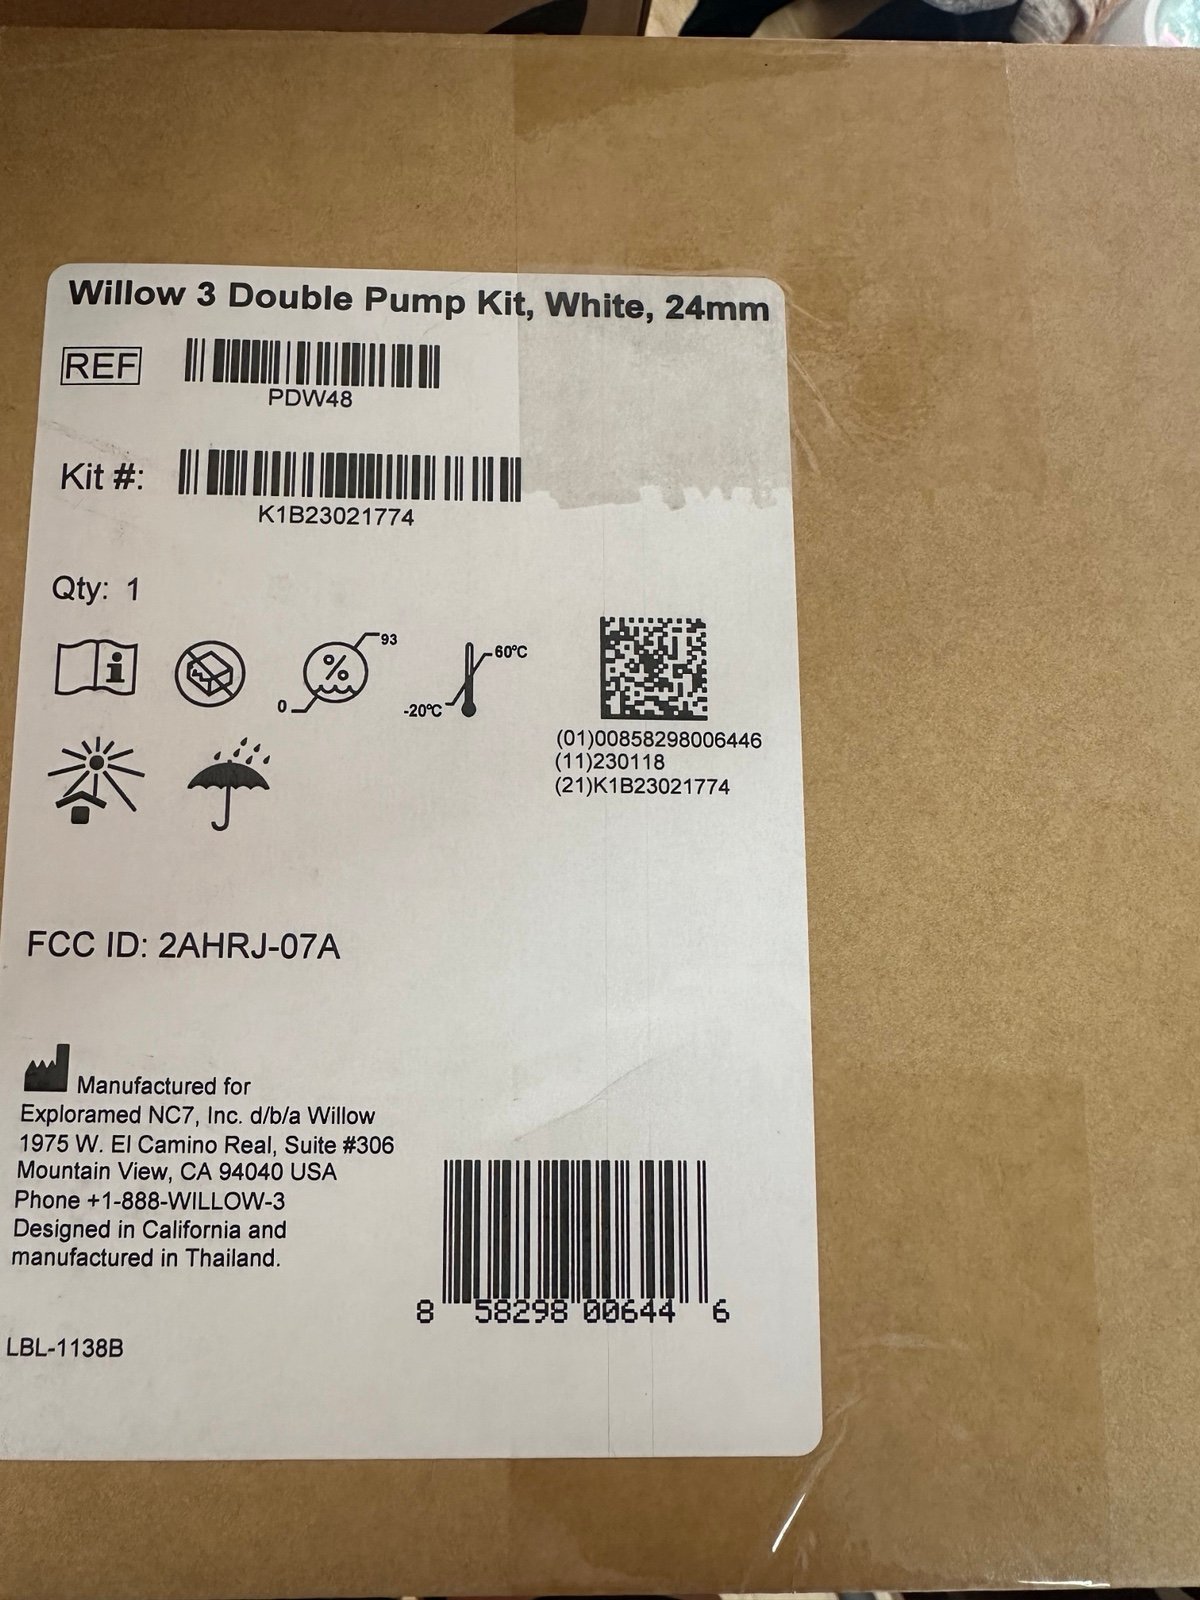 Willow 3 Double Pump Kit, White, 24mm
REF
PDW48
Kit #:
K1B23021774
Qty: 1
93
0
%
60°C
-20°C
(01)00858298006446
(11)230118
(21)K1B23021774
FCC ID: 2AHRJ-07A
Manufactured for
Exploramed NC7, Inc. d/b/a Willow
1975 W. El Camino Real, Suite #306
Mountain View, CA 94040 USA
Phone +1-888-WILLOW-3
Designed in California and
manufactured in Thailand.
8 58298 00644 6
LBL-1138B